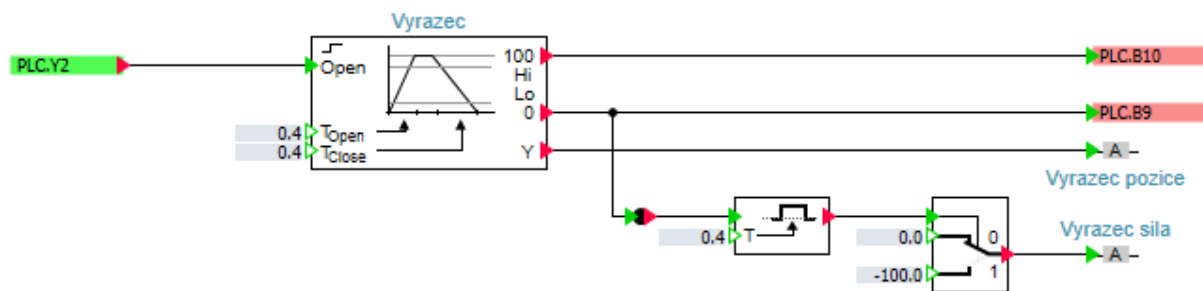 Vyrazec
PLC.Y2
Open
100
Hi
Lo
0
PLC.B10
PLC.B9
0.4
TOpen
0.4
TClose
Y
A
Vyrazec pozice
0.4
T
0.0
0
-100.0
1
Vyrazec sila
A